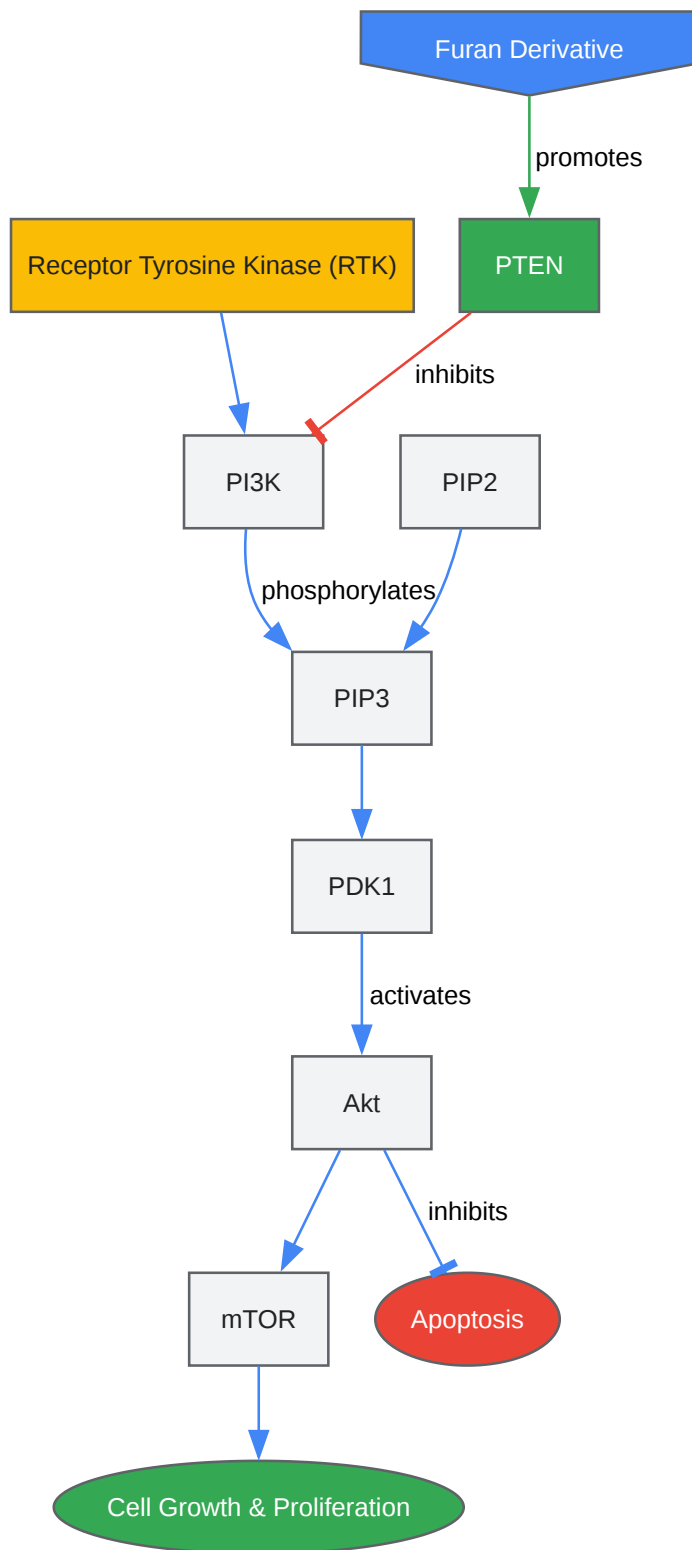 Furan Derivative
promotes
Receptor Tyrosine Kinase (RTK)
PTEN
inhibits
PI3K
PIP2
phosphorylates
PIP3
PDK1
activates
Akt
inhibits
mTOR
Apoptosis
Cell Growth & Proliferation